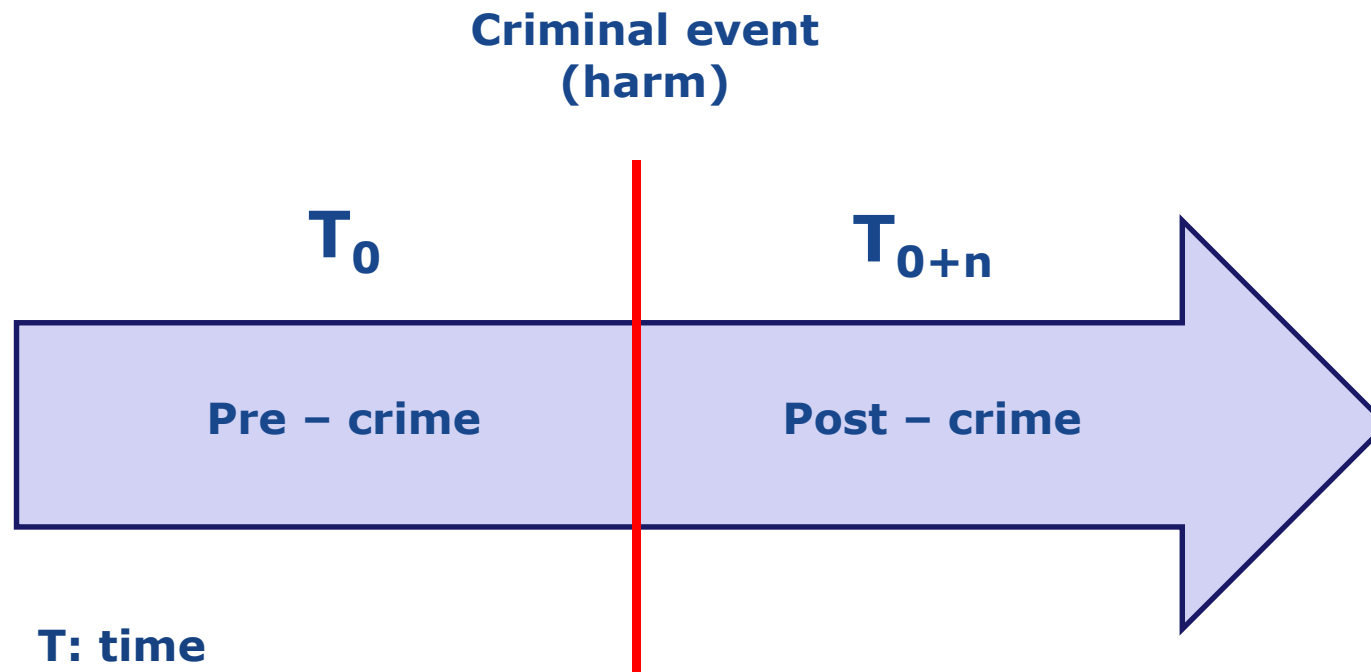 Criminal event
(harm)
T₀
T₀₊ₙ
Pre – crime
Post – crime
T: time